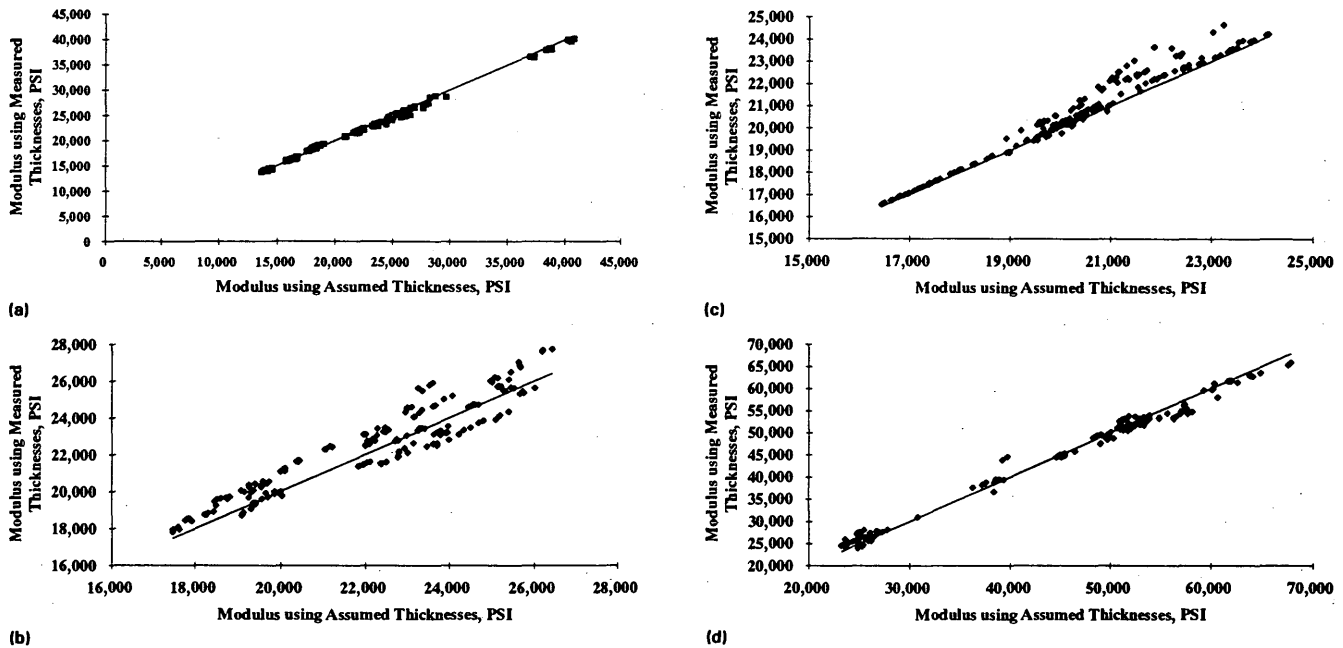 45,000
40,000
35,000
30,000
25,000
20,000
15,000
10,000
5,000
0
Modulus using Measured
Thicknesses, PSI
0 5,000 10,000 15,000 20,000 25,000 30,000 35,000 40,000 45,000
Modulus using Assumed Thicknesses, PSI
(a)
25,000
24,000
23,000
22,000
21,000
20,000
19,000
18,000
17,000
16,000
15,000
Modulus using Measured
Thicknesses, PSI
15,000 17,000 19,000 21,000 23,000 25,000
Modulus using Assumed Thicknesses, PSI
(c)
28,000
26,000
24,000
22,000
20,000
18,000
16,000
Modulus using Measured
Thicknesses, PSI
16,000 18,000 20,000 22,000 24,000 26,000 28,000
Modulus using Assumed Thicknesses, PSI
(b)
70,000
65,000
60,000
55,000
50,000
45,000
40,000
35,000
30,000
25,000
20,000
Modulus using Measured
Thicknesses, PSI
20,000 30,000 40,000 50,000 60,000 70,000
Modulus using Assumed Thicknesses, PSI
(d)